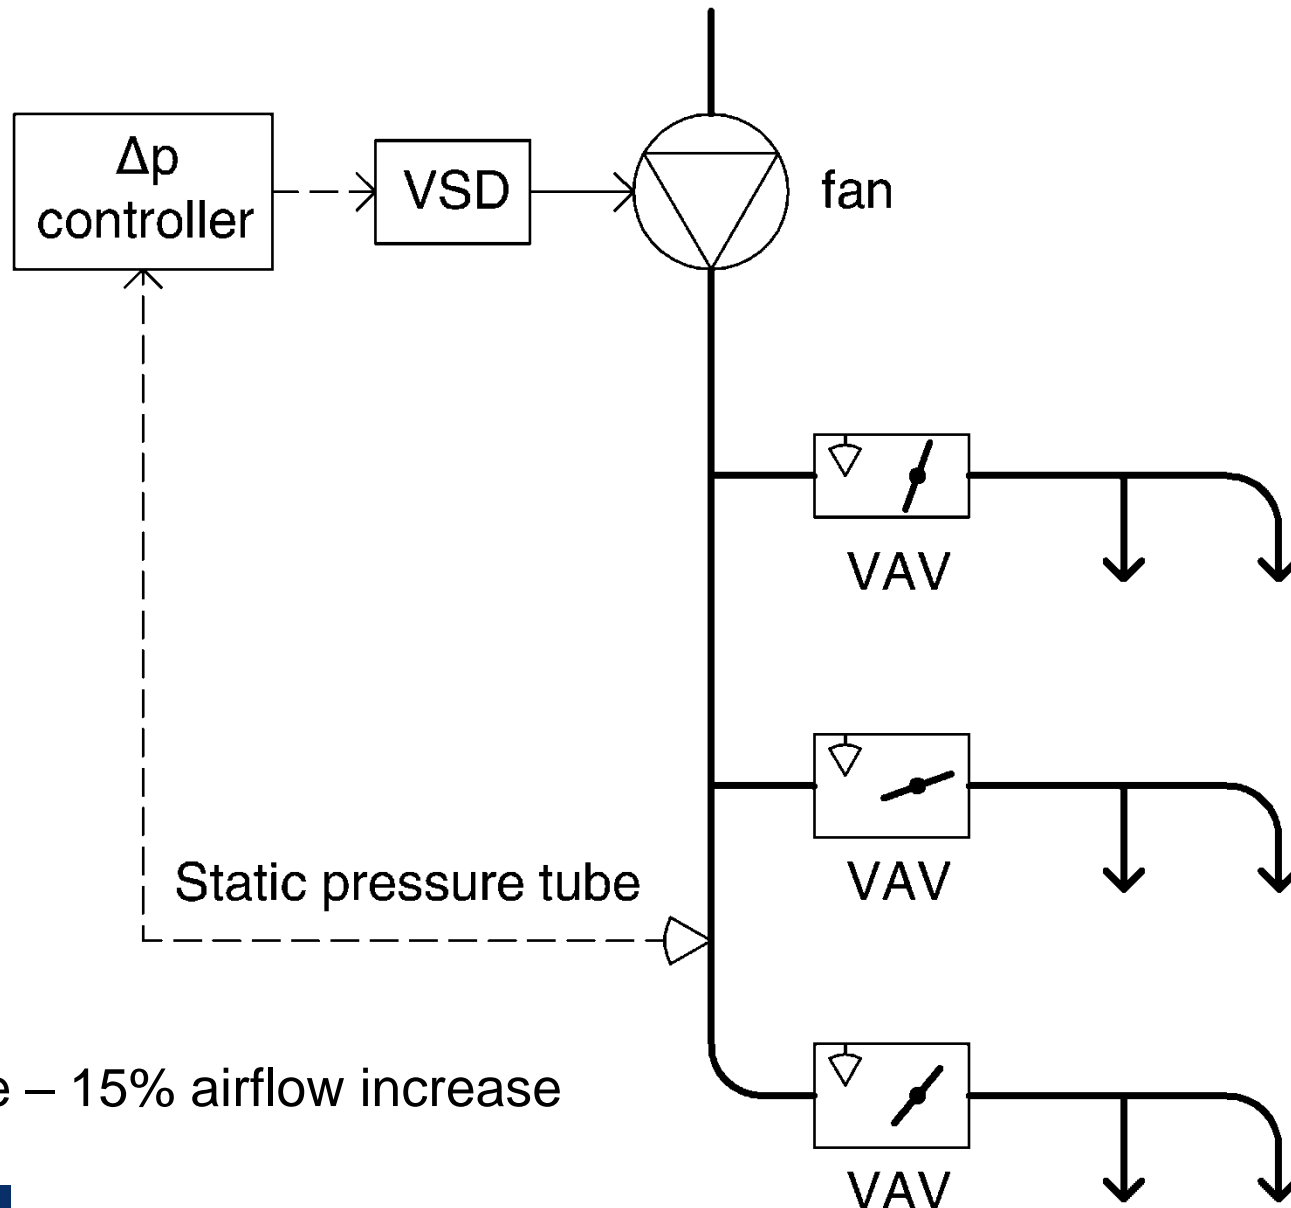 Δp
controller
VSD
fan
VAV
VAV
Static pressure tube
– 15% airflow increase
VAV